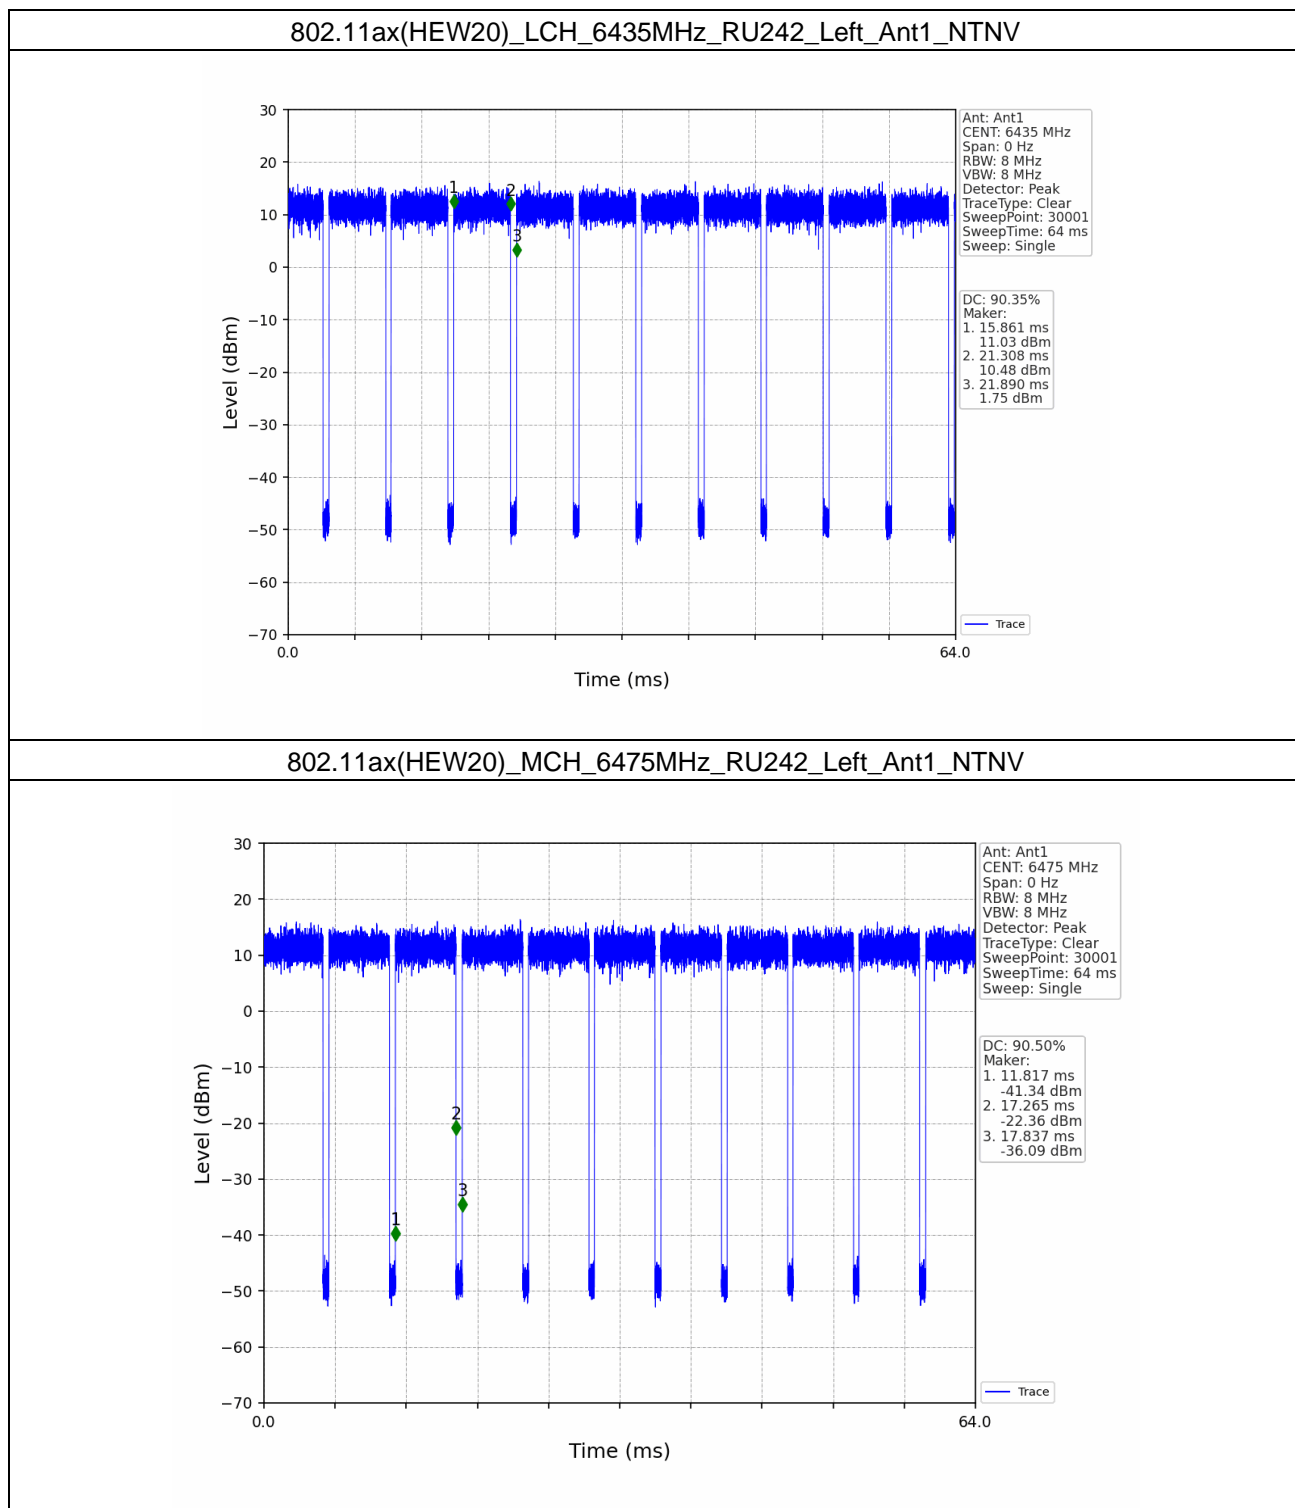 802.11ax(HEW20)_LCH_6435MHz_RU242_Left_Ant1_NTNV
30
20
10
0
−10
−20
−30
−40
−50
−60
−70
Level (dBm)
1
2
3
0.0
64.0
Time (ms)
Ant: Ant1
CENT: 6435 MHz
Span: 0 Hz
RBW: 8 MHz
VBW: 8 MHz
Detector: Peak
TraceType: Clear
SweepPoint: 30001
SweepTime: 64 ms
Sweep: Single
DC: 90.35%
Maker:
1. 15.861 ms
11.03 dBm
2. 21.308 ms
10.48 dBm
3. 21.890 ms
1.75 dBm
Trace
802.11ax(HEW20)_MCH_6475MHz_RU242_Left_Ant1_NTNV
30
20
10
0
−10
−20
−30
−40
−50
−60
−70
Level (dBm)
1
2
3
0.0
64.0
Time (ms)
Ant: Ant1
CENT: 6475 MHz
Span: 0 Hz
RBW: 8 MHz
VBW: 8 MHz
Detector: Peak
TraceType: Clear
SweepPoint: 30001
SweepTime: 64 ms
Sweep: Single
DC: 90.50%
Maker:
1. 11.817 ms
-41.34 dBm
2. 17.265 ms
-22.36 dBm
3. 17.837 ms
-36.09 dBm
Trace